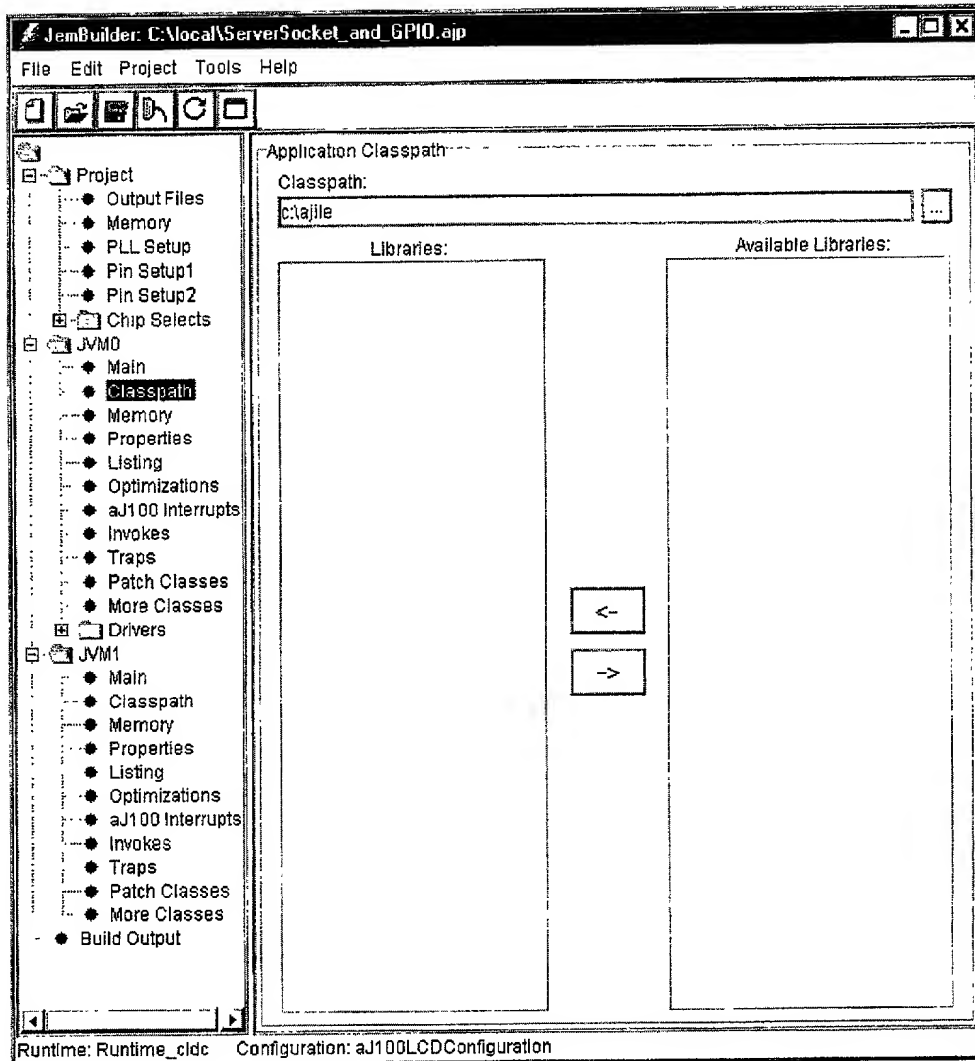 JemBuilder: C:\local\ServerSocket_and_GPIO.ajp
File Edit Project Tools Help
Project
Output Files
Memory
PLL Setup
Pin Setup1
Pin Setup2
Chip Selects
JVM0
Main
Classpath
Memory
Properties
Listing
Optimizations
aJ100 Interrupts
Invokes
Traps
Patch Classes
More Classes
Drivers
JVM1
Main
Classpath
Memory
Properties
Listing
Optimizations
aJ100 Interrupts
Invokes
Traps
Patch Classes
More Classes
Build Output
Application Classpath
Classpath:
c:\ajile
...
Libraries:
Available Libraries:
<-
->
Runtime: Runtime_cldc Configuration: aJ100LCDConfiguration